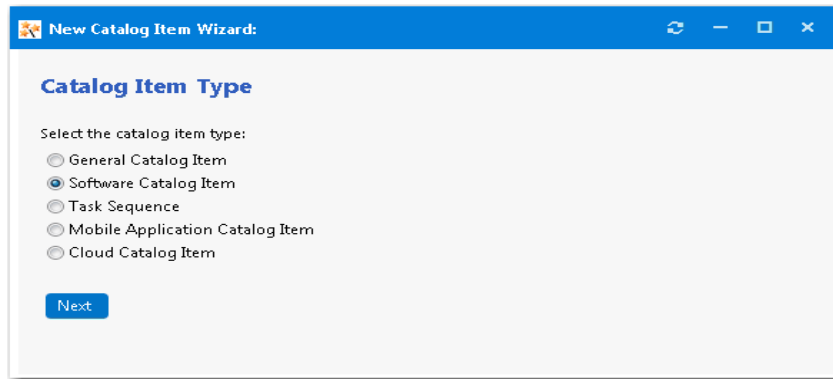 New Catalog Item Wizard:
Catalog Item Type
Select the catalog item type:
General Catalog Item
Software Catalog Item
Task Sequence
Mobile Application Catalog Item
Cloud Catalog Item
Next